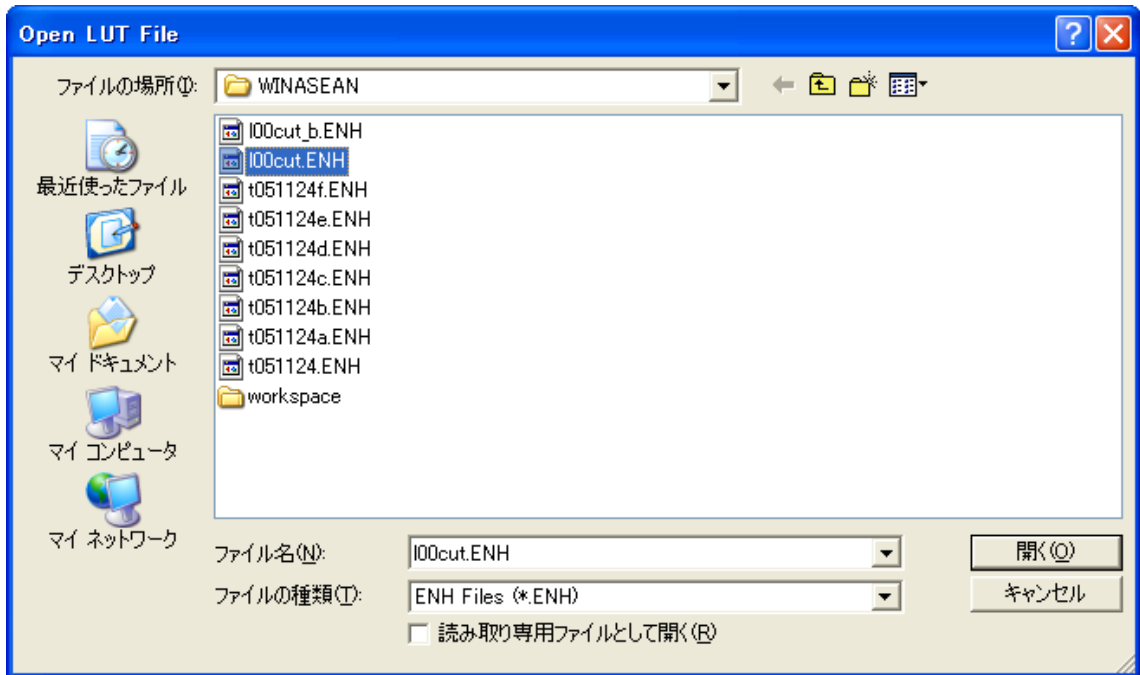 Open LUT File
ファイルの場所(I):
WINASEAN
最近使ったファイル
デスクトップ
マイ ドキュメント
マイ コンピュータ
マイ ネットワーク
l00cut_b.ENH
l00cut.ENH
t051124f.ENH
t051124e.ENH
t051124d.ENH
t051124c.ENH
t051124b.ENH
t051124a.ENH
t051124.ENH
workspace
ファイル名(N):
l00cut.ENH
開く(O)
ファイルの種類(T):
ENH Files (*.ENH)
キャンセル
読み取り専用ファイルとして開く(R)